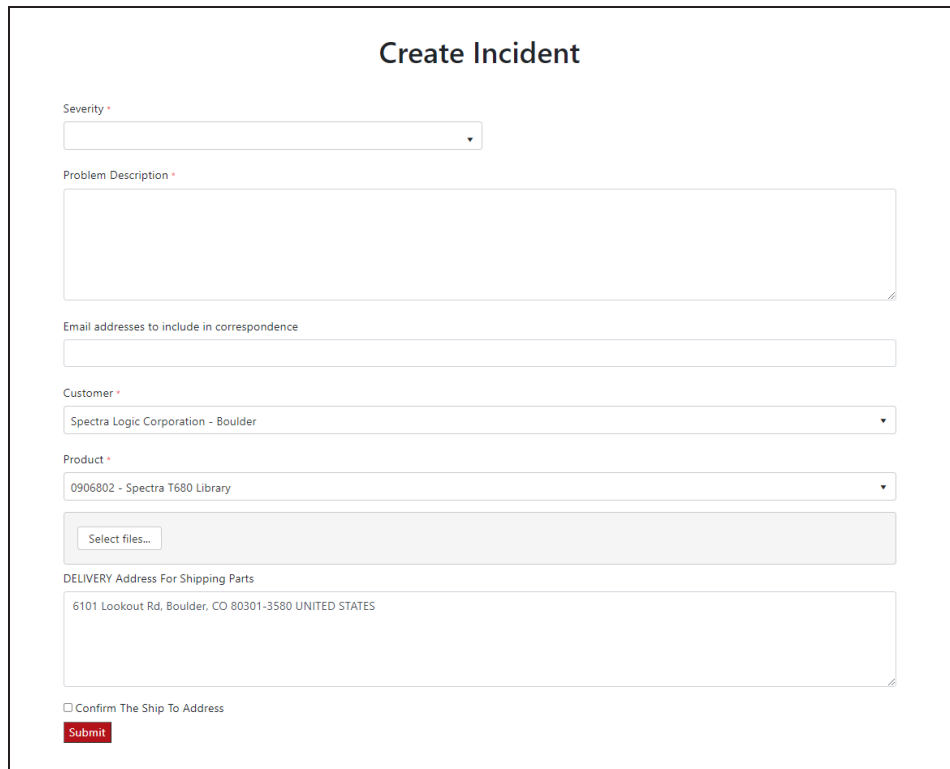 Create Incident
Severity *
Problem Description *
Email addresses to include in correspondence
Customer *
Spectra Logic Corporation - Boulder
Product *
0906802 - Spectra T680 Library
Select files...
DELIVERY Address For Shipping Parts
6101 Lookout Rd, Boulder, CO 80301-3580 UNITED STATES
Confirm The Ship To Address
Submit